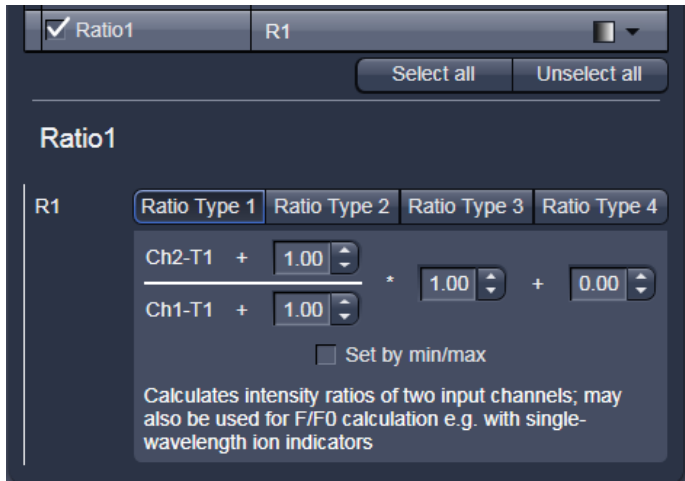 Ratio1 R1
Select all Unselect all
Ratio1
R1 Ratio Type 1 Ratio Type 2 Ratio Type 3 Ratio Type 4
Ch2-T1 + 1.00
* 1.00 + 0.00
Ch1-T1 + 1.00
Set by min/max
Calculates intensity ratios of two input channels; may
also be used for F/F0 calculation e.g. with single-
wavelength ion indicators